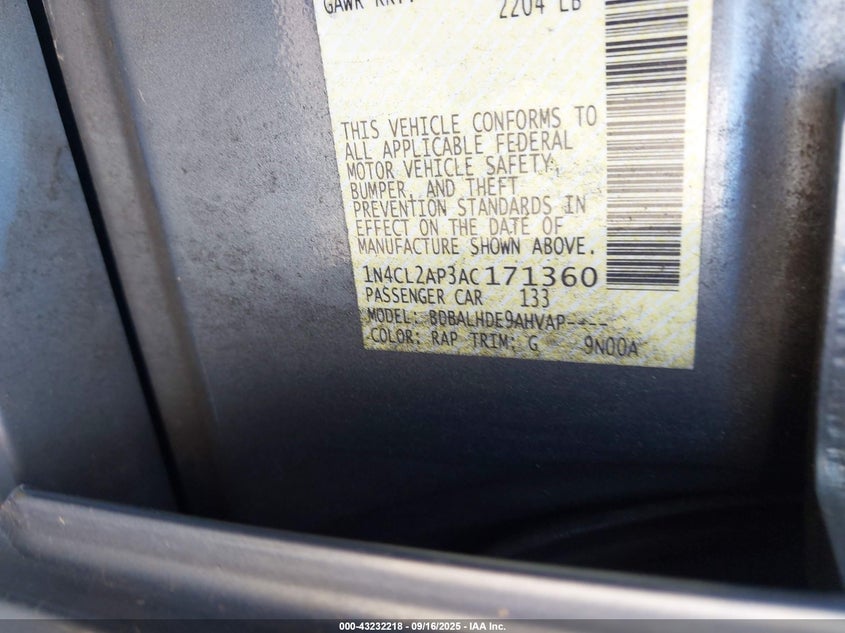 GAWR RR:
2204 LB
THIS VEHICLE CONFORMS TO
ALL APPLICABLE FEDERAL
MOTOR VEHICLE SAFETY,
BUMPER, AND THEFT
PREVENTION STANDARDS IN
EFFECT ON THE DATE OF
MANUFACTURE SHOWN ABOVE.
1N4CL2AP3AC171360
PASSENGER CAR 133
MODEL: BDBALHDE9AHVAP----
COLOR: RAP TRIM: G 9N00A
000-43232218 - 09/16/2025 - IAA Inc.